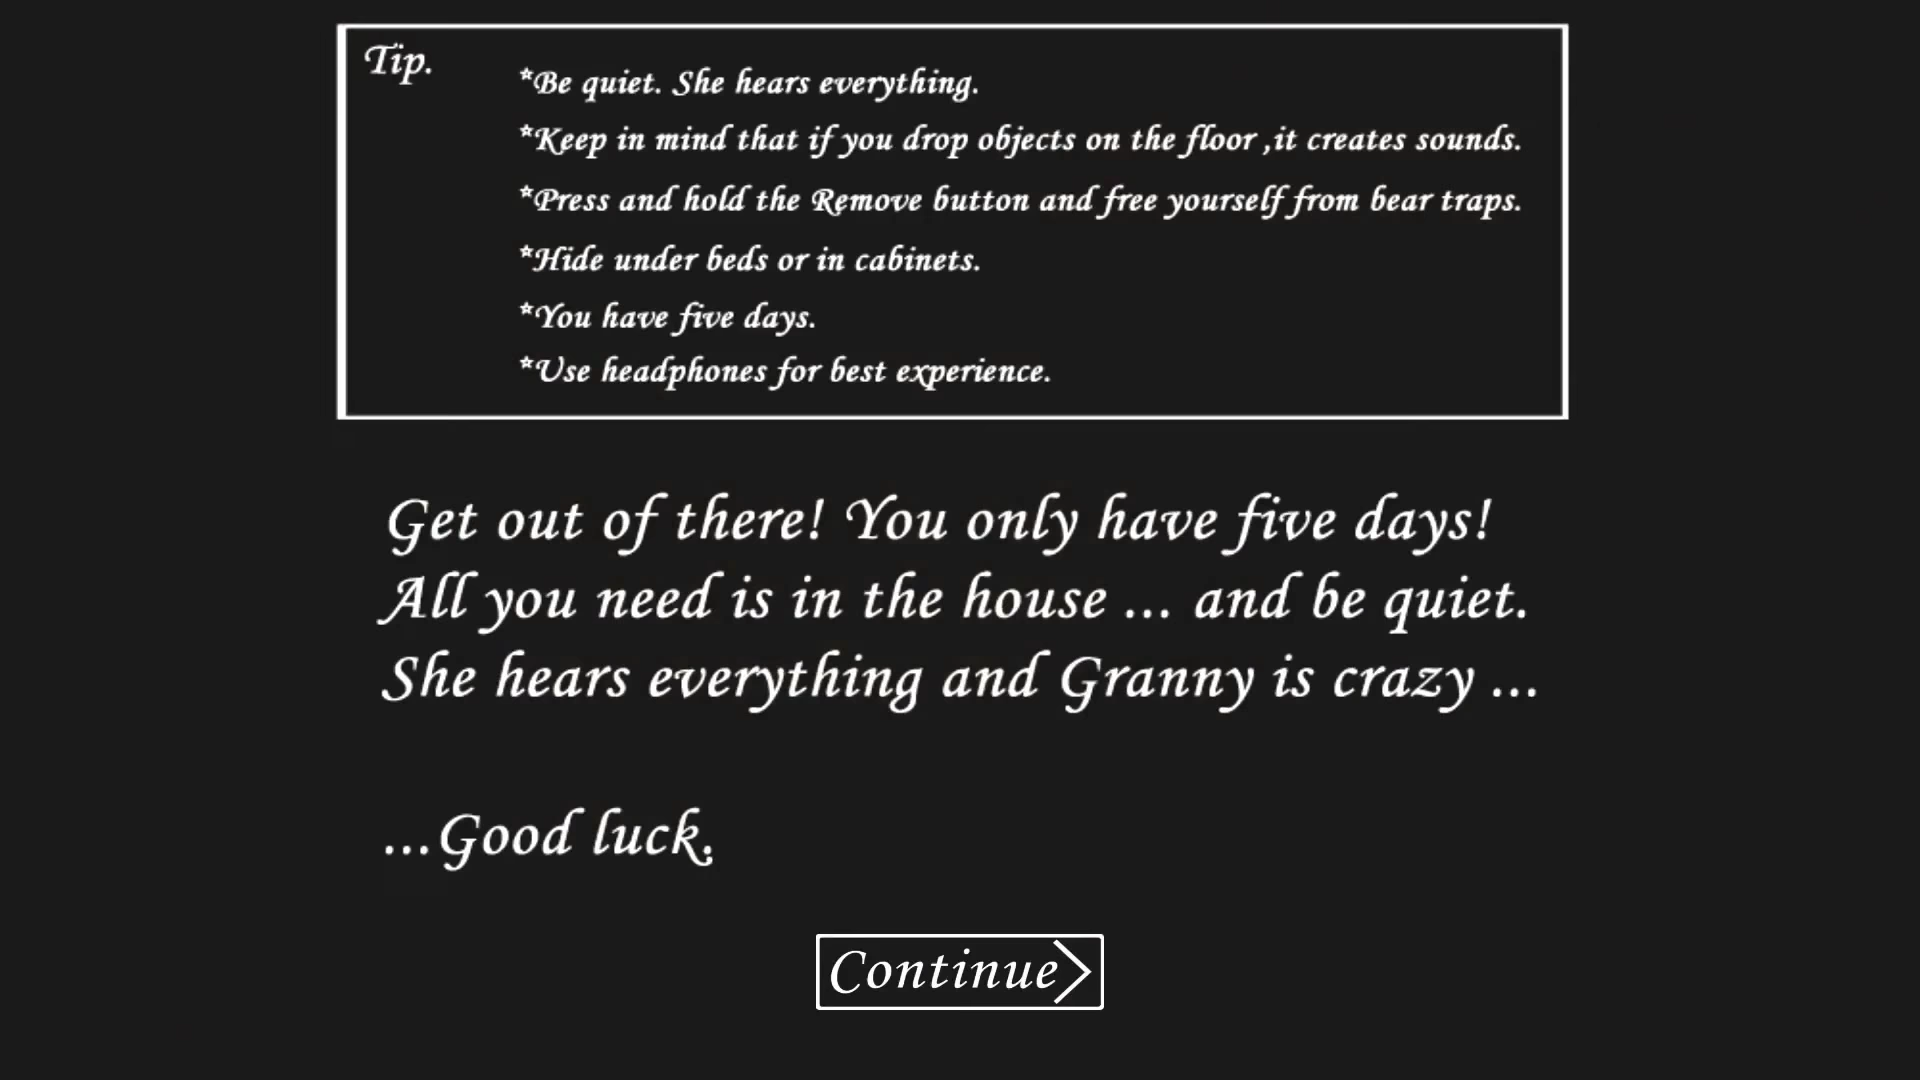 Tip.
*Be quiet. She hears everything.
*Keep in mind that if you drop objects on the floor ,it creates sounds.
*Press and hold the Remove button and free yourself from bear traps.
*Hide under beds or in cabinets.
*You have five days.
*Use headphones for best experience.
Get out of there! You only have five days!
All you need is in the house ... and be quiet.
She hears everything and Granny is crazy ...
...Good luck.
Continue>